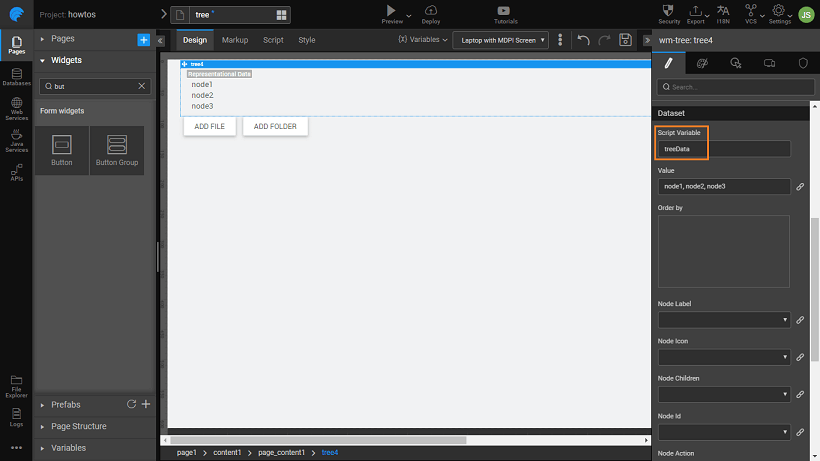 Project: howtos
tree *
Preview
Deploy
Tutorials
Security
Export
I18N
VCS
Settings
JS
Pages
Databases
Web
Services
Java
Services
APIs
File
Explorer
Logs
Pages
Widgets
but
Form widgets
Button
Button Group
Prefabs
Page Structure
Variables
Design
Markup
Script
Style
(x) Variables
Laptop with MDPI Screen
tree4
Representational Data
node1
node2
node3
ADD FILE
ADD FOLDER
page1 > content1 > page_content1 > tree4
wm-tree: tree4
Search...
Dataset
Script Variable
treeData
Value
node1, node2, node3
Order by
Node Label
Node Icon
Node Children
Node Id
Node Action